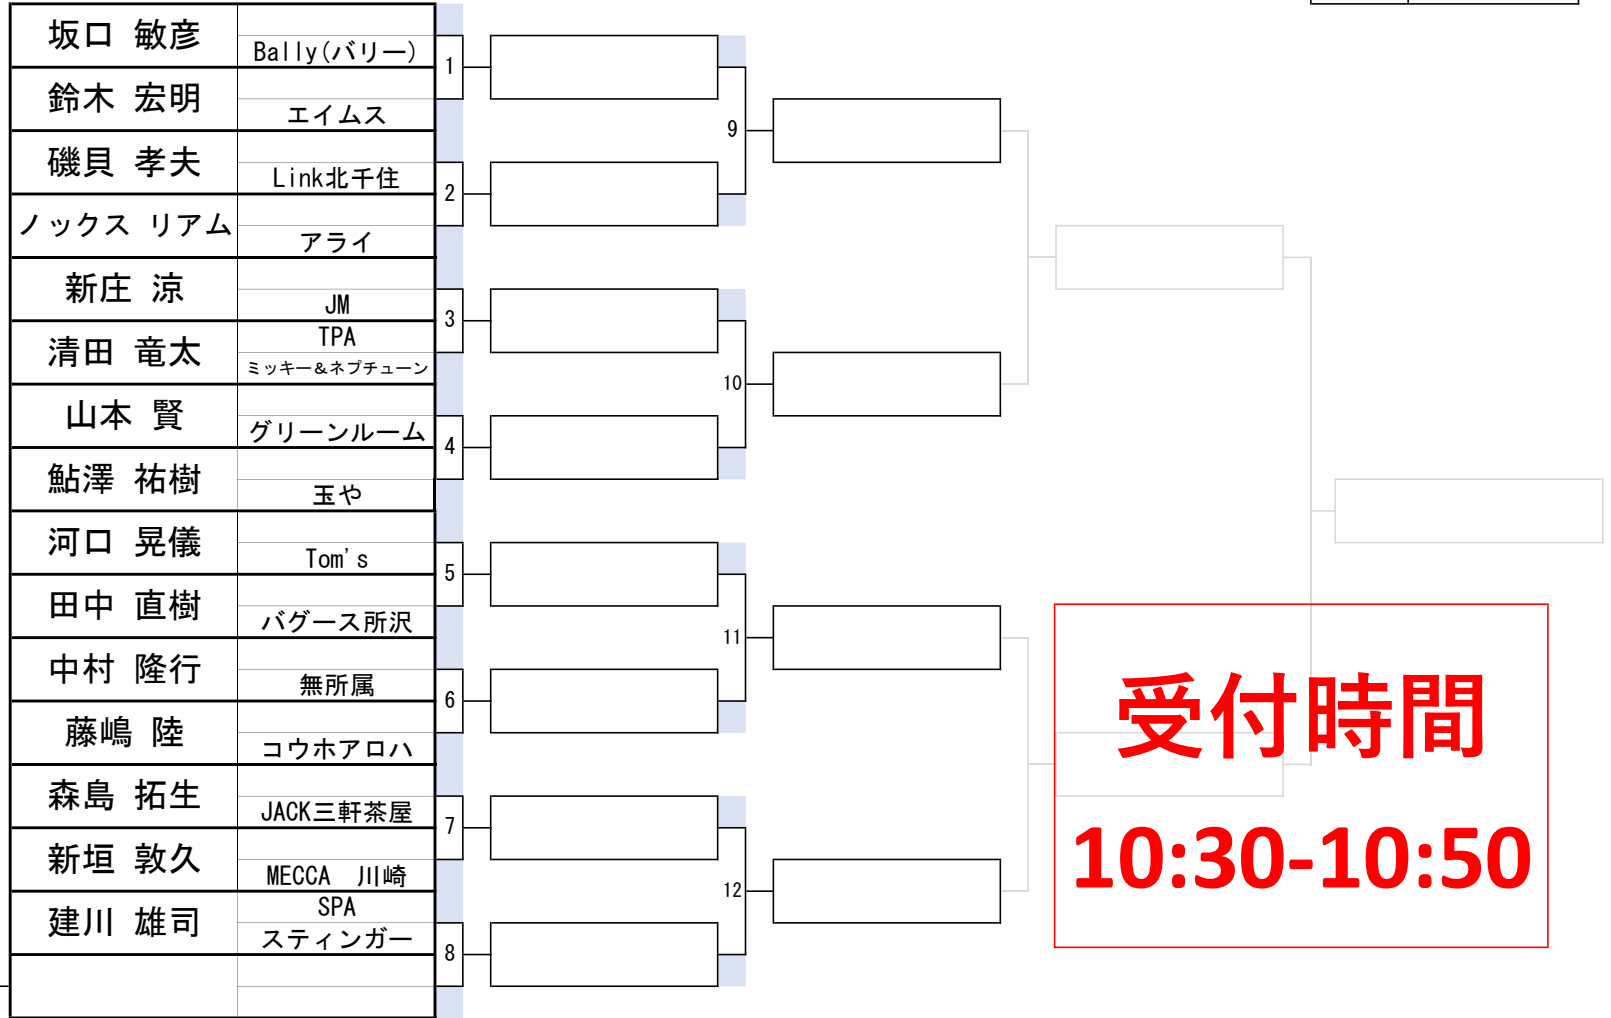 坂口 敏彦
Bally(バリー)
1
鈴木 宏明
エイムス
9
磯貝 孝夫
Link北千住
2
ノックス リアム
アライ
新庄 涼
JM
3
清田 竜太
TPA
ミッキー&ネプチューン
10
山本 賢
グリーンルーム
4
鮎澤 祐樹
玉や
河口 晃儀
Tom's
5
田中 直樹
バグース所沢
11
中村 隆行
無所属
6
藤嶋 陸
コウホアロハ
森島 拓生
JACK三軒茶屋
7
新垣 敦久
MECCA 川崎
12
建川 雄司
SPA
スティンガー
8
受付時間
10:30-10:50